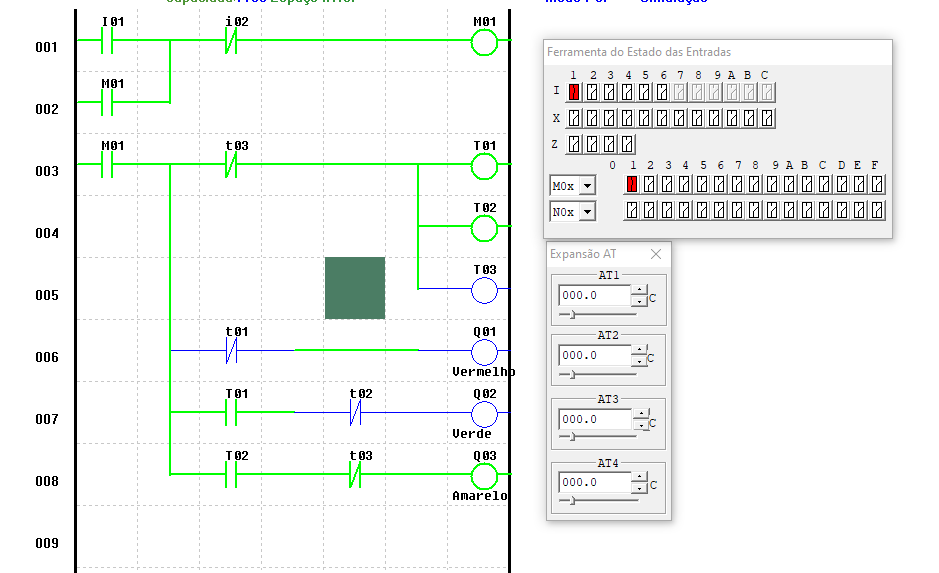 I01 i02 M01
001
M01
002
M01 t03 T01
003
T02
004
T03
005
t01 Q01
006
Vermelho
T01 t02 Q02
007
Verde
T02 t03 Q03
008
Amarelo
009
Ferramenta do Estado das Entradas
1 2 3 4 5 6 7 8 9 A B C
I
X
Z
0 1 2 3 4 5 6 7 8 9 A B C D E F
M0x
N0x
Expansão AT
AT1
000.0 C
AT2
000.0 C
AT3
000.0 C
AT4
000.0 C